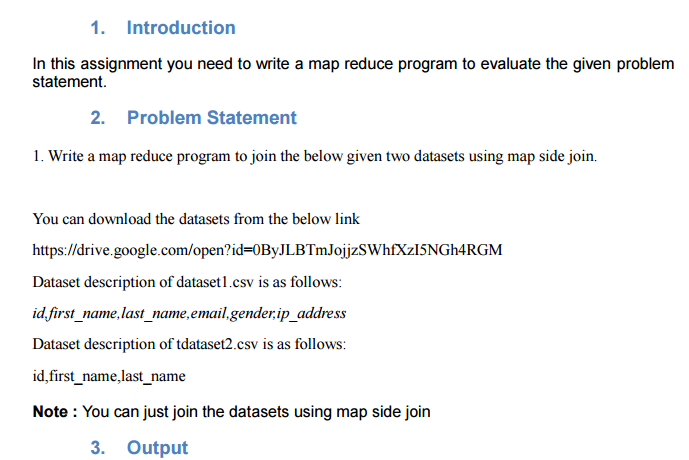 1. Introduction
In this assignment you need to write a map reduce program to evaluate the given problem
statement.
2. Problem Statement
1. Write a map reduce program to join the below given two datasets using map side join.
You can download the datasets from the below link
https://drive.google.com/open?id=0ByJLBTmJojjzSWhfXzI5NGh4RGM
Dataset description of dataset1.csv is as follows:
id,first_name,last_name,email,gender,ip_address
Dataset description of tdataset2.csv is as follows:
id,first_name,last_name
Note : You can just join the datasets using map side join
3. Output